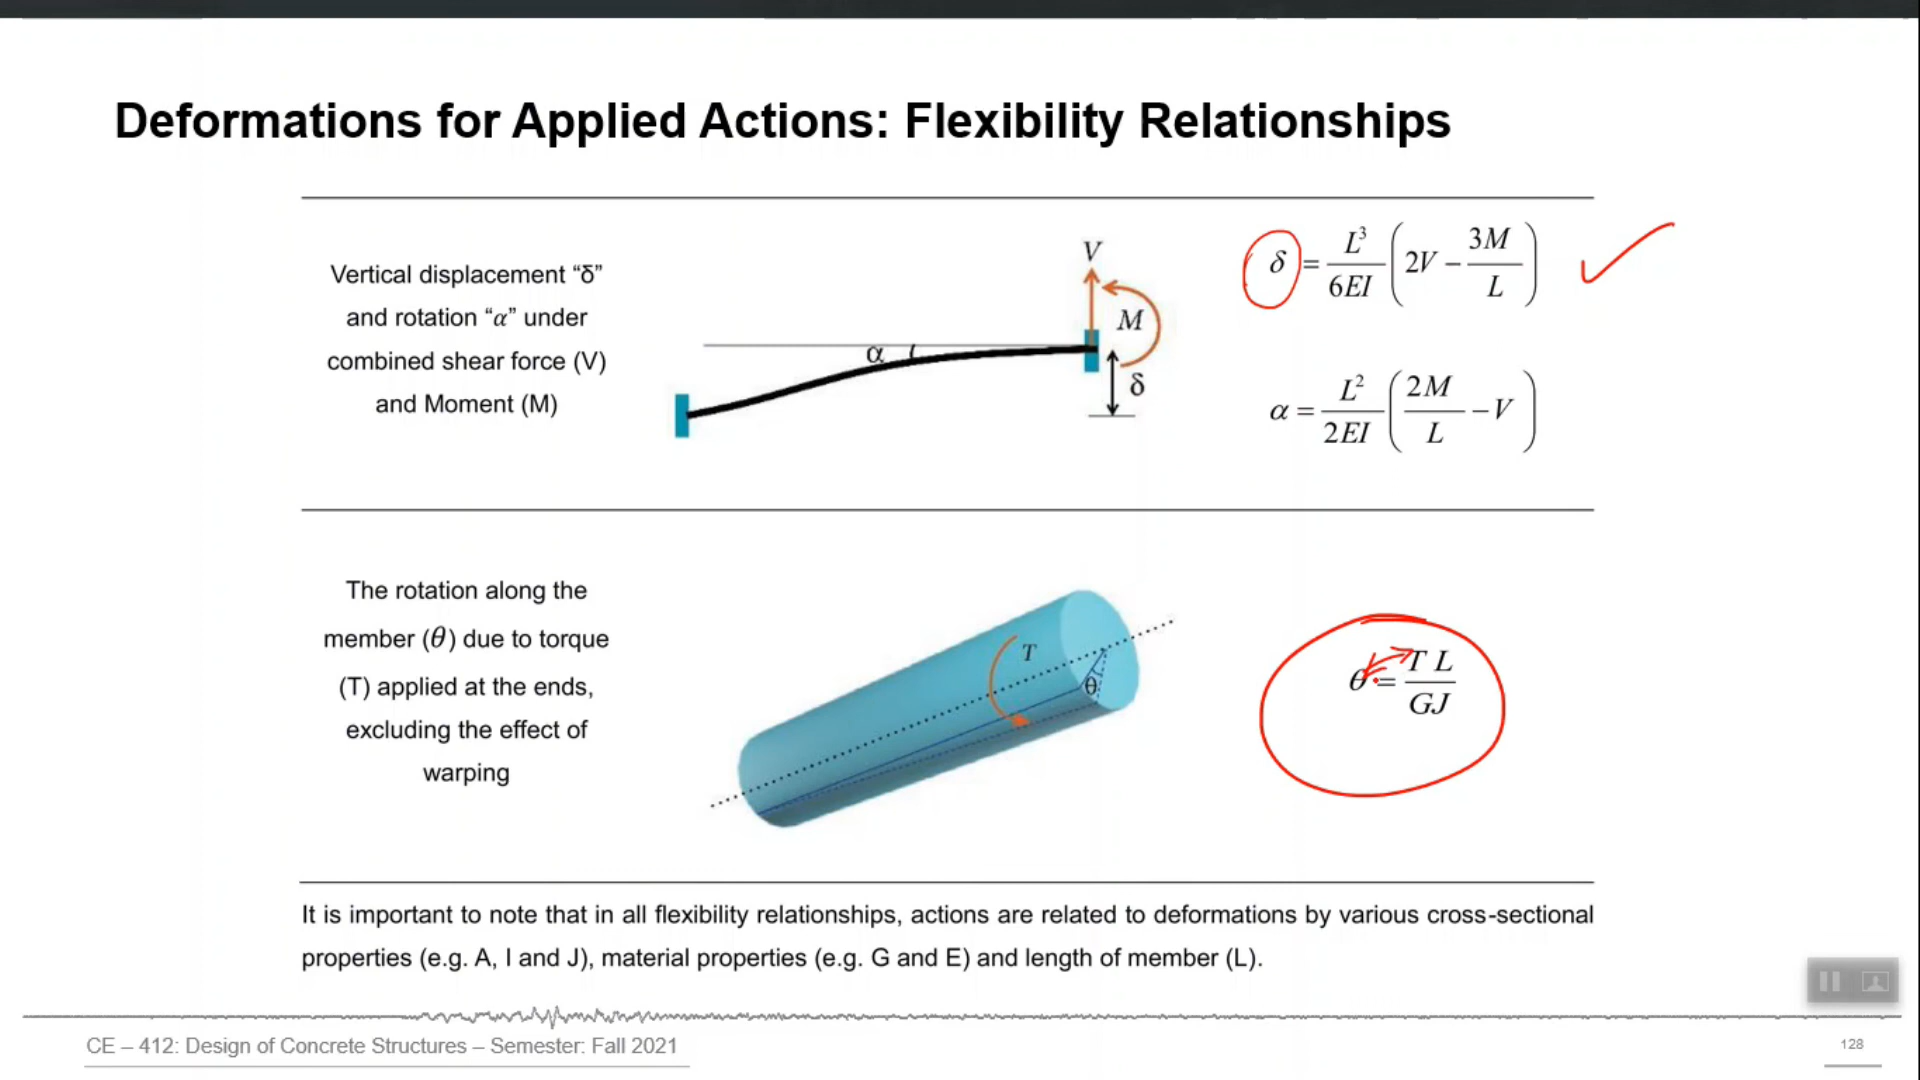 Deformations for Applied Actions: Flexibility Relationships
Vertical displacement “δ”
and rotation “α” under
combined shear force (V)
and Moment (M)
V
M
α
δ
δ = L³/6EI (2V – 3M/L)
α = L²/2EI (2M/L – V)
The rotation along the
member (θ) due to torque
(T) applied at the ends,
excluding the effect of
warping
T
θ
θ = T L/GJ
It is important to note that in all flexibility relationships, actions are related to deformations by various cross-sectional
properties (e.g. A, I and J), material properties (e.g. G and E) and length of member (L).
CE – 412: Design of Concrete Structures – Semester: Fall 2021
128